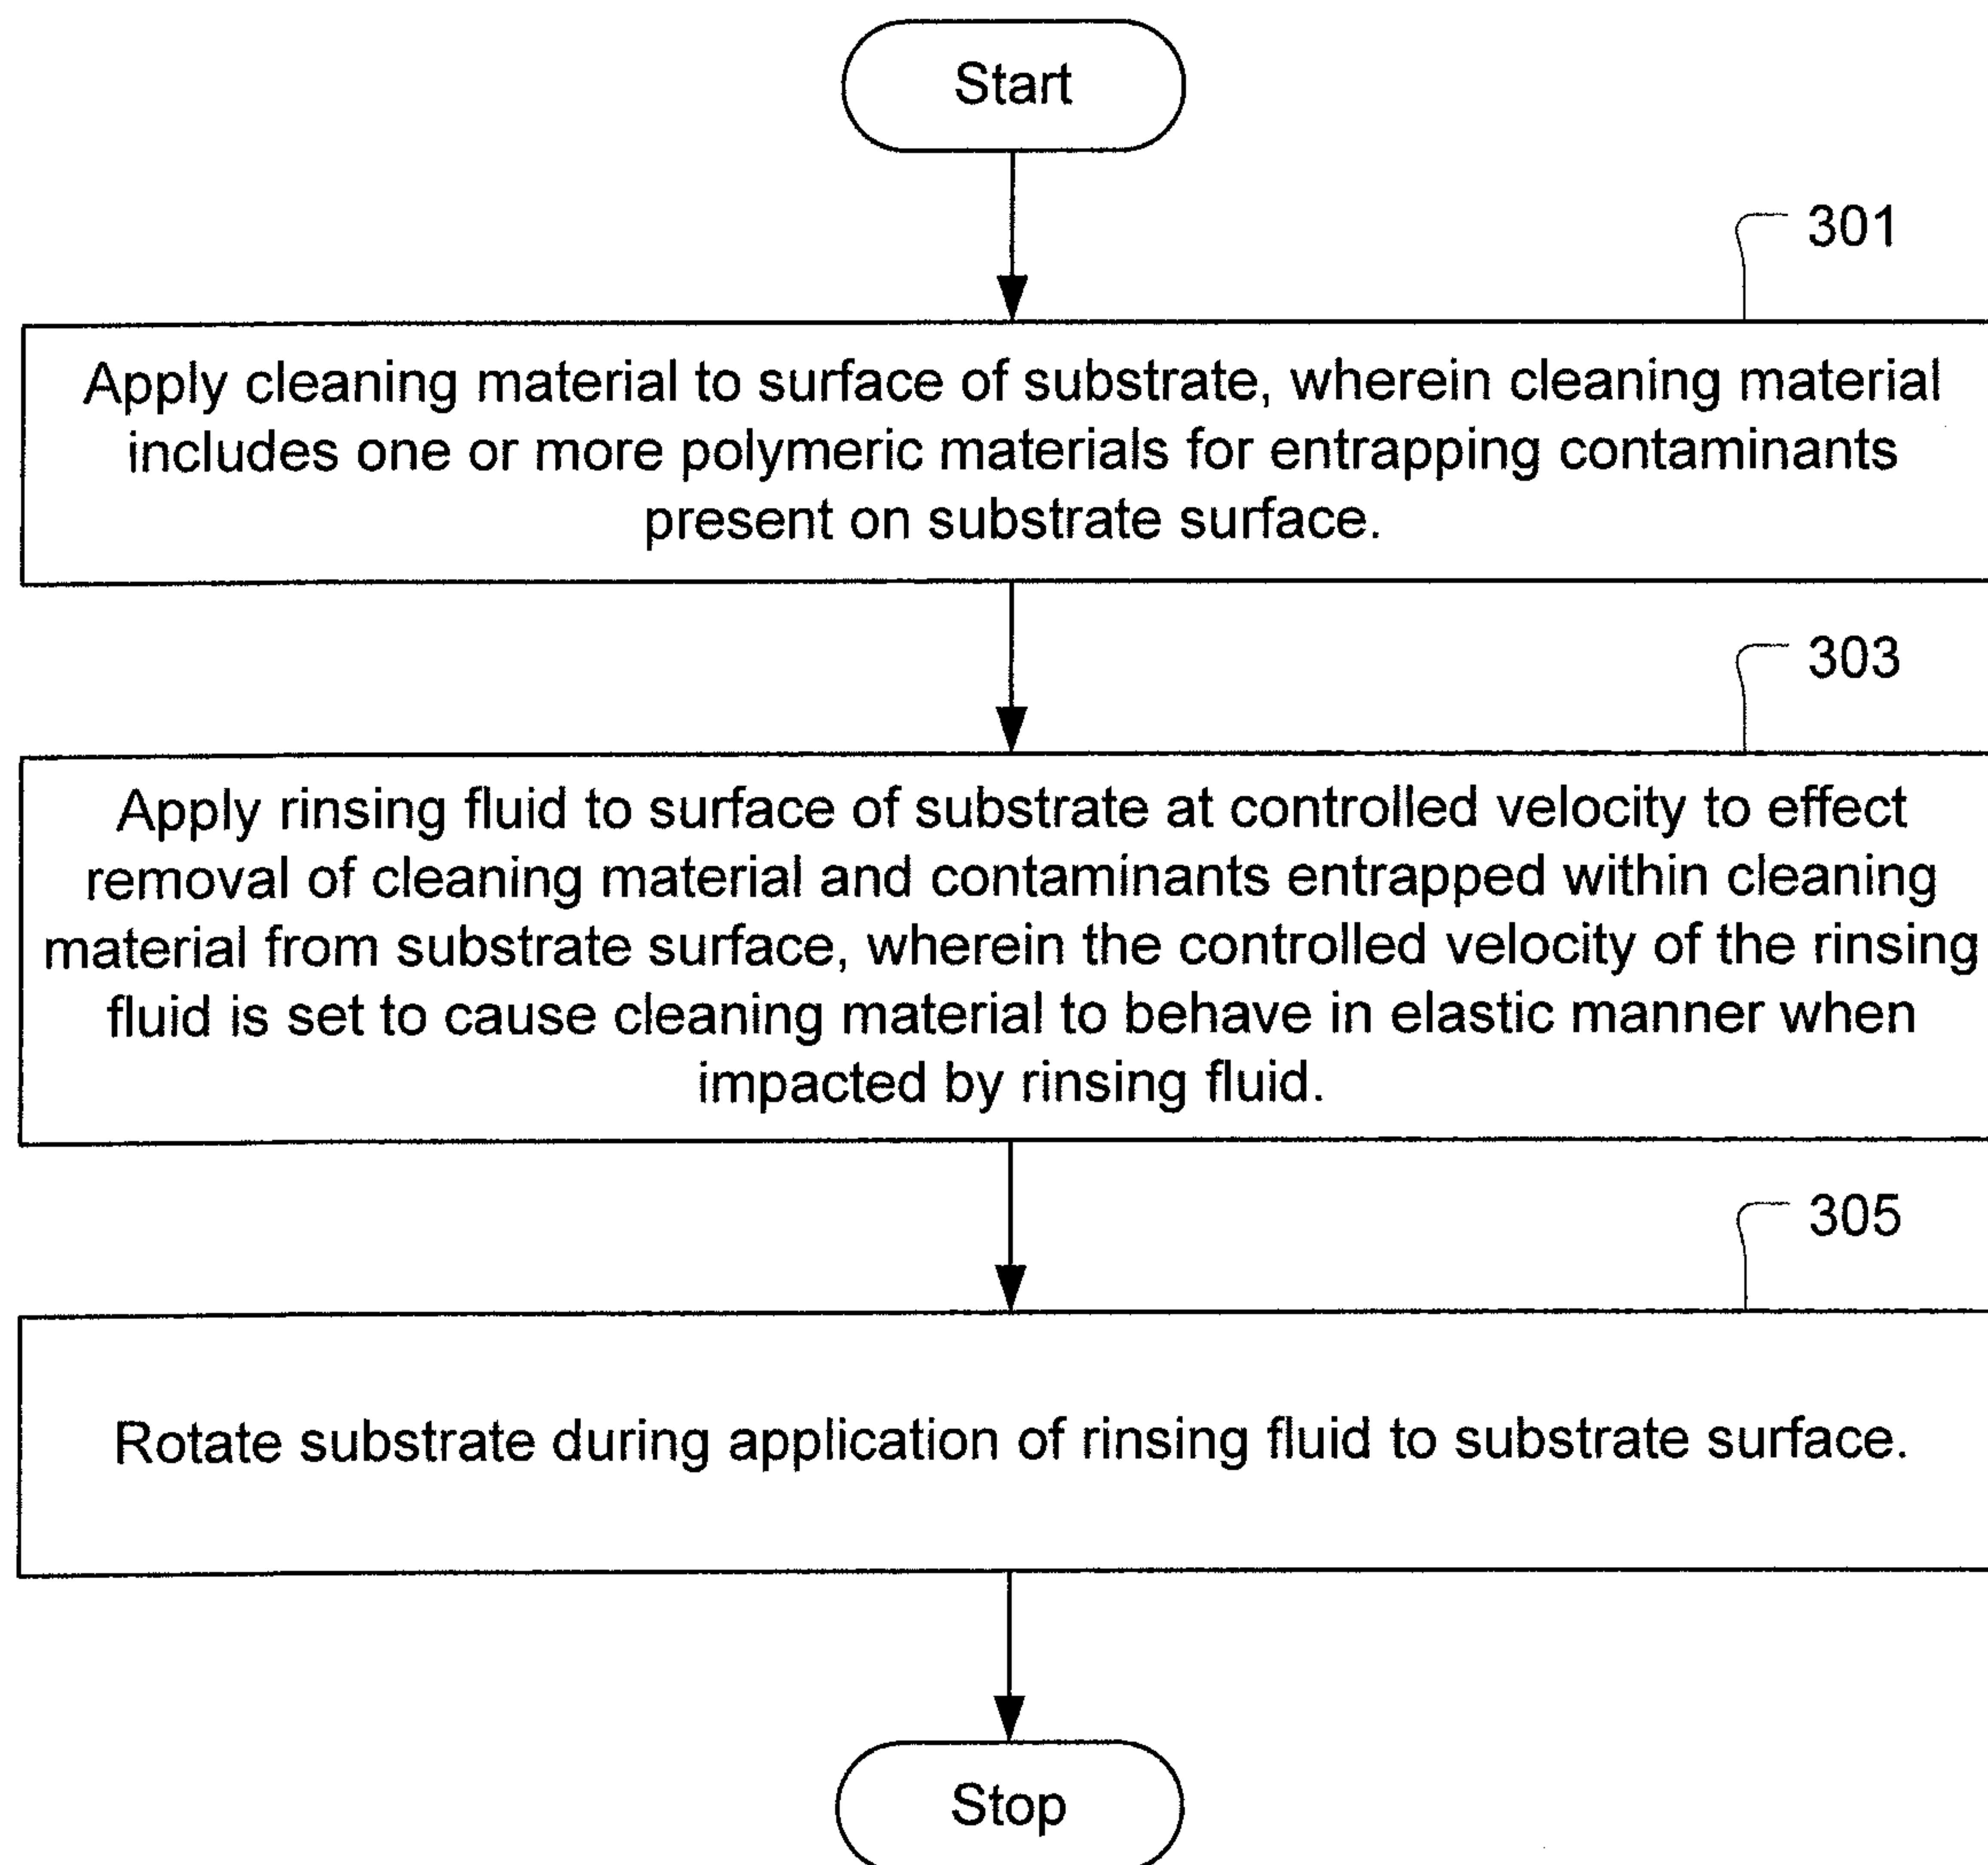 Start
301
Apply cleaning material to surface of substrate, wherein cleaning material
includes one or more polymeric materials for entrapping contaminants
present on substrate surface.
303
Apply rinsing fluid to surface of substrate at controlled velocity to effect
removal of cleaning material and contaminants entrapped within cleaning
material from substrate surface, wherein the controlled velocity of the rinsing
fluid is set to cause cleaning material to behave in elastic manner when
impacted by rinsing fluid.
305
Rotate substrate during application of rinsing fluid to substrate surface.
Stop